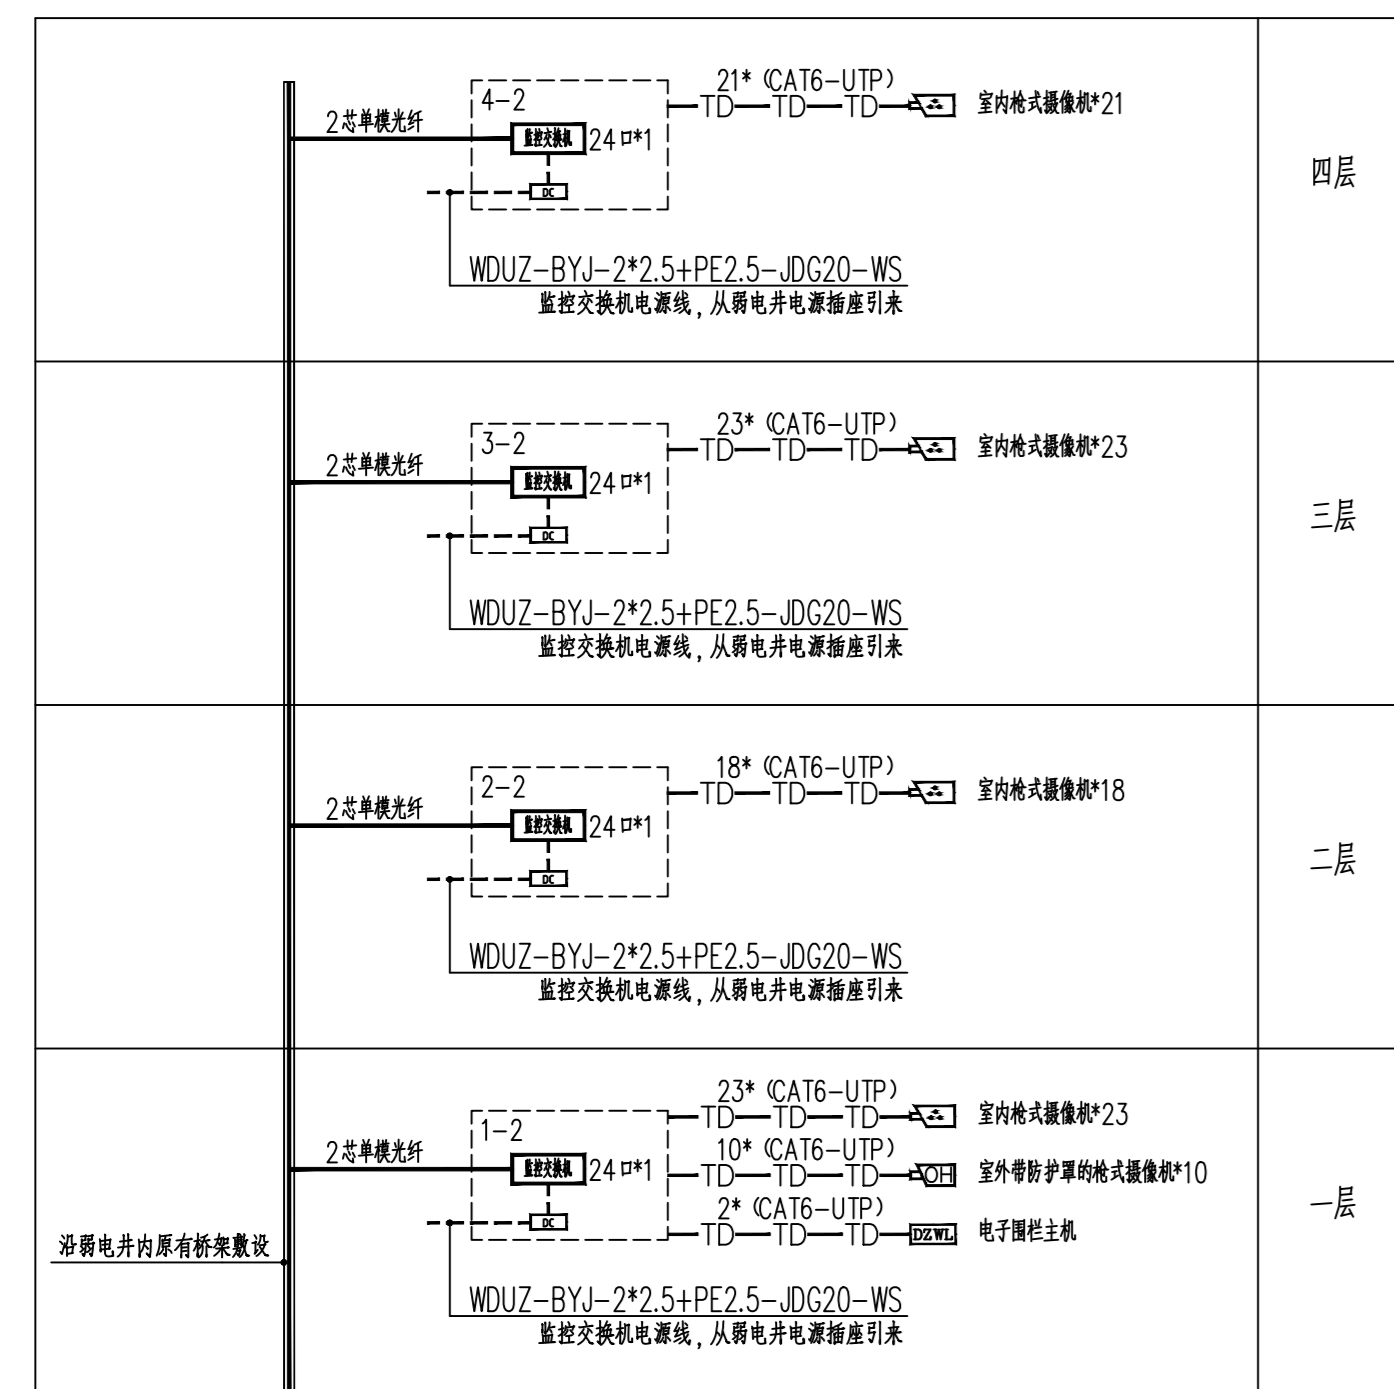 21* (CAT6-UTP)
4-2
TD TD TD
室内枪式摄像机*21
2芯单模光纤
监控交换机
24口*1
四层
DC
WDUZ-BYJ-2*2.5+PE2.5-JDG20-WS
监控交换机电源线,从弱电井电源插座引来
23* (CAT6-UTP)
3-2
TD TD TD
室内枪式摄像机*23
2芯单模光纤
监控交换机
24口*1
三层
DC
WDUZ-BYJ-2*2.5+PE2.5-JDG20-WS
监控交换机电源线,从弱电井电源插座引来
18* (CAT6-UTP)
2-2
TD TD TD
室内枪式摄像机*18
2芯单模光纤
监控交换机
24口*1
二层
DC
WDUZ-BYJ-2*2.5+PE2.5-JDG20-WS
监控交换机电源线,从弱电井电源插座引来
23* (CAT6-UTP)
TD TD TD
室内枪式摄像机*23
1-2
10* (CAT6-UTP)
2芯单模光纤
监控交换机
24口*1
TD TD TD
OH
室外带防护罩的枪式摄像机*10
一层
2* (CAT6-UTP)
DC
TD TD TD
DZWL
电子围栏主机
沿弱电井内原有桥架敷设
WDUZ-BYJ-2*2.5+PE2.5-JDG20-WS
监控交换机电源线,从弱电井电源插座引来